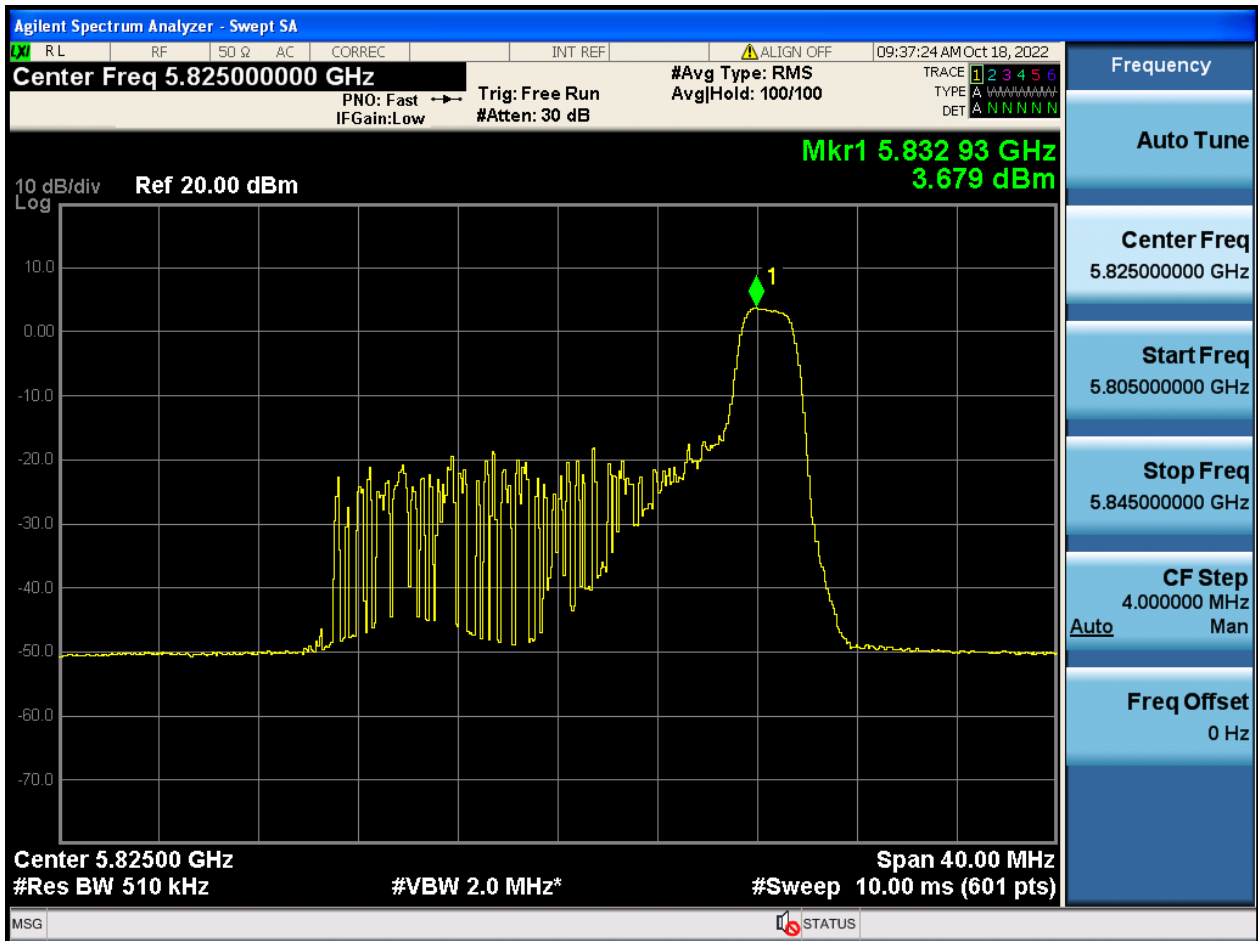 Agilent Spectrum Analyzer - Swept SA
LXI RL RF 50 Ω AC CORREC INT REF ALIGN OFF 09:37:24 AM Oct 18, 2022
Center Freq 5.825000000 GHz
PNO: Fast
IFGain:Low
Trig: Free Run
#Atten: 30 dB
#Avg Type: RMS
Avg|Hold: 100/100
TRACE 1 2 3 4 5 6
TYPE A WWWWW
DET A N N N N N
Mkr1 5.832 93 GHz
3.679 dBm
10 dB/div Ref 20.00 dBm
Log
10.0
0.00
-10.0
-20.0
-30.0
-40.0
-50.0
-60.0
-70.0
1
Center 5.82500 GHz
Span 40.00 MHz
#Res BW 510 kHz
#VBW 2.0 MHz*
#Sweep 10.00 ms (601 pts)
MSG
STATUS
Frequency
Auto Tune
Center Freq
5.825000000 GHz
Start Freq
5.805000000 GHz
Stop Freq
5.845000000 GHz
CF Step
4.000000 MHz
Auto Man
Freq Offset
0 Hz